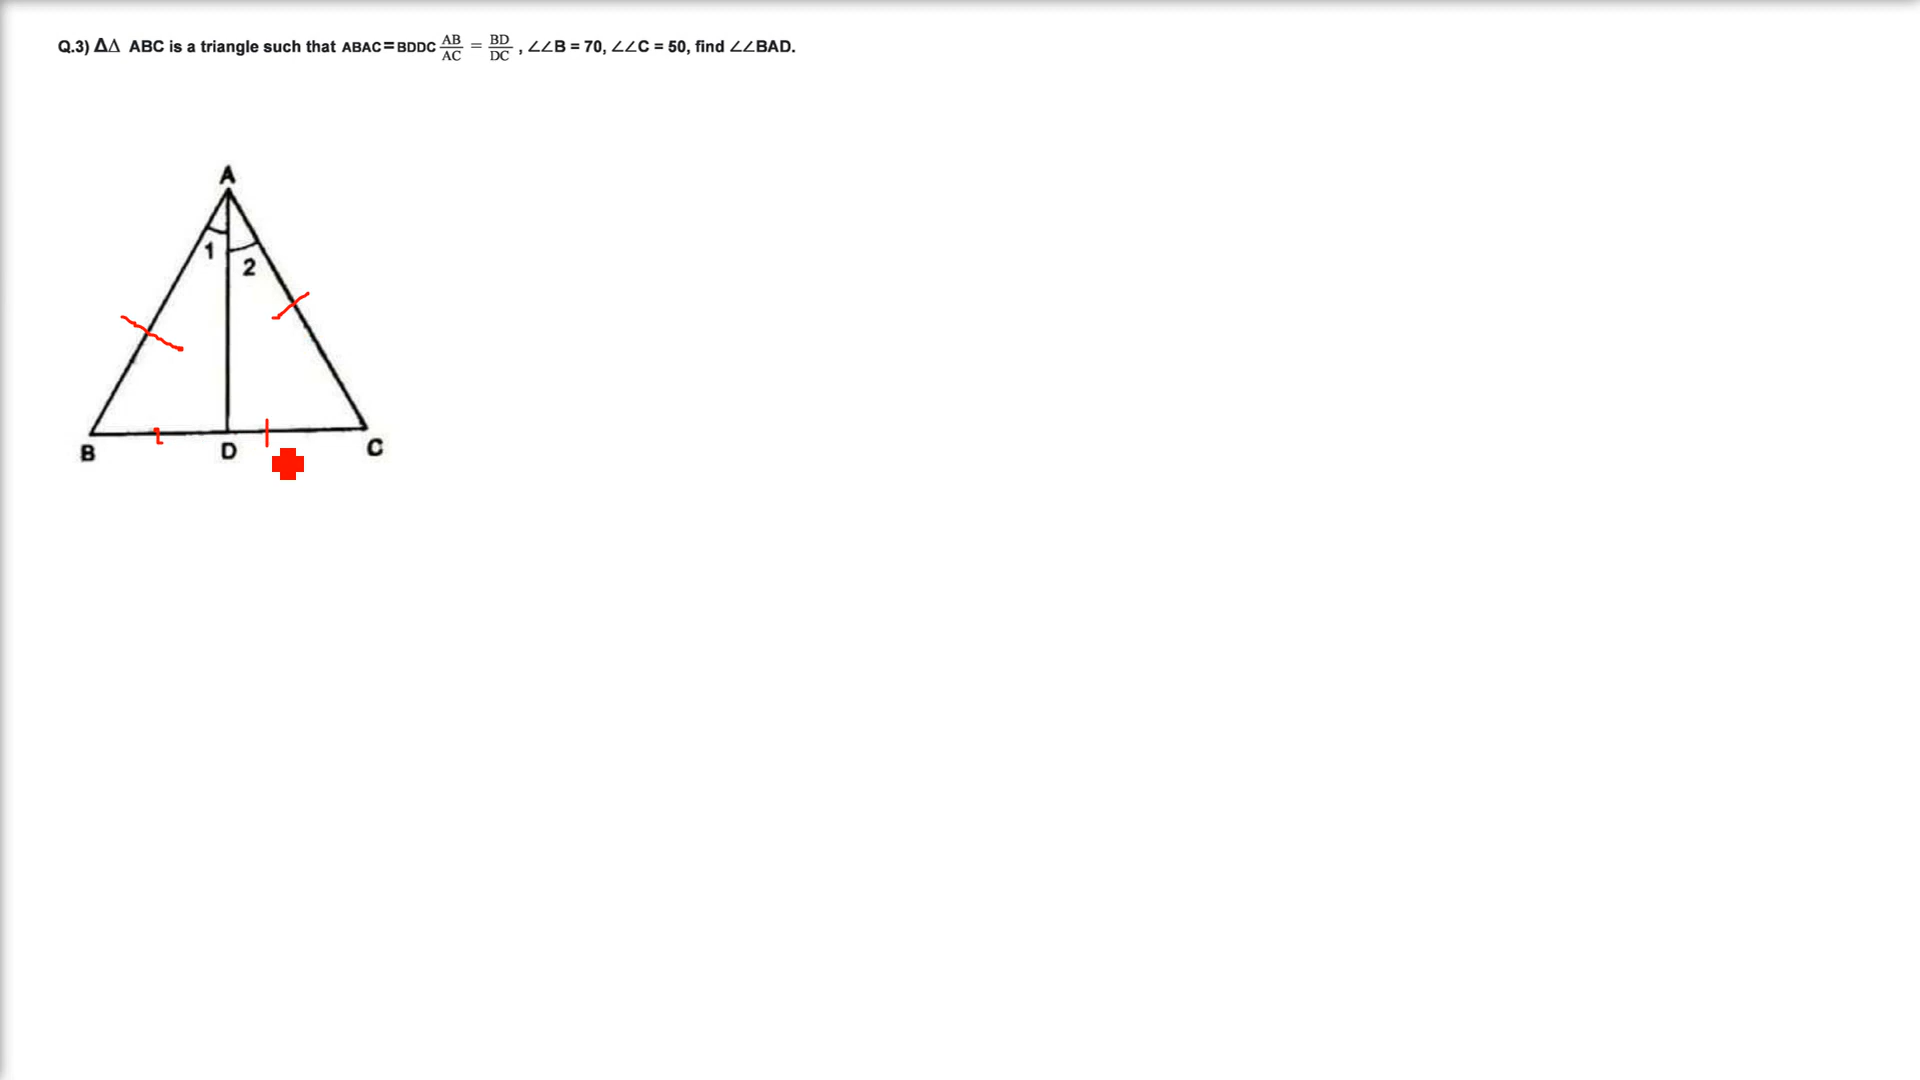 Q.3) ΔΔ ABC is a triangle such that ABAC=BDDC AB/AC = BD/DC , ∠∠B = 70, ∠∠C = 50, find ∠∠BAD.
A
1
2
B
D
C